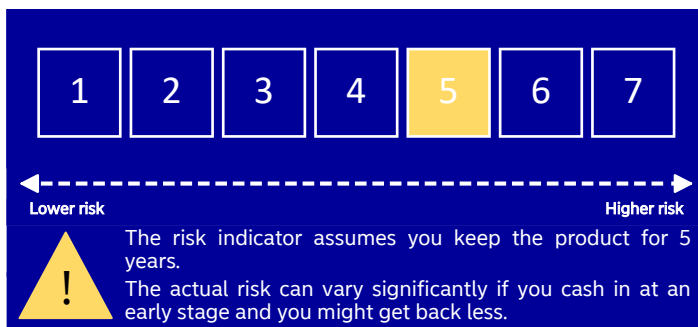 1 2 3 4 5 6 7
Lower risk Higher risk
!
The risk indicator assumes you keep the product for 5
years.
The actual risk can vary significantly if you cash in at an
early stage and you might get back less.